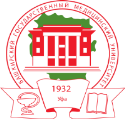 БАШКИРСКИЙ ГОСУДАРСТВЕННЫЙ МЕДИЦИНСКИЙ УНИВЕРСИТЕТ
1932
Уфа